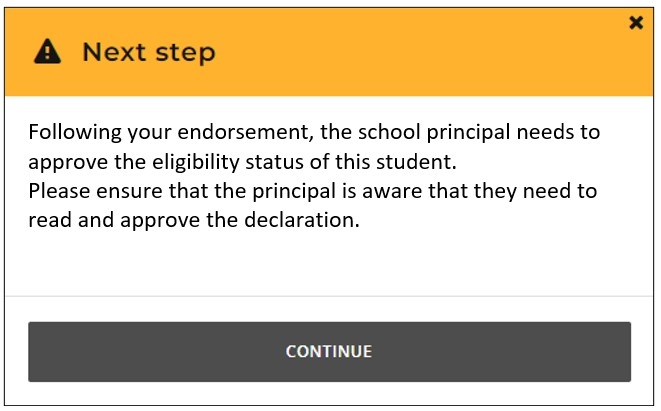 Next step
Following your endorsement, the school principal needs to
approve the eligibility status of this student.
Please ensure that the principal is aware that they need to
read and approve the declaration.
CONTINUE